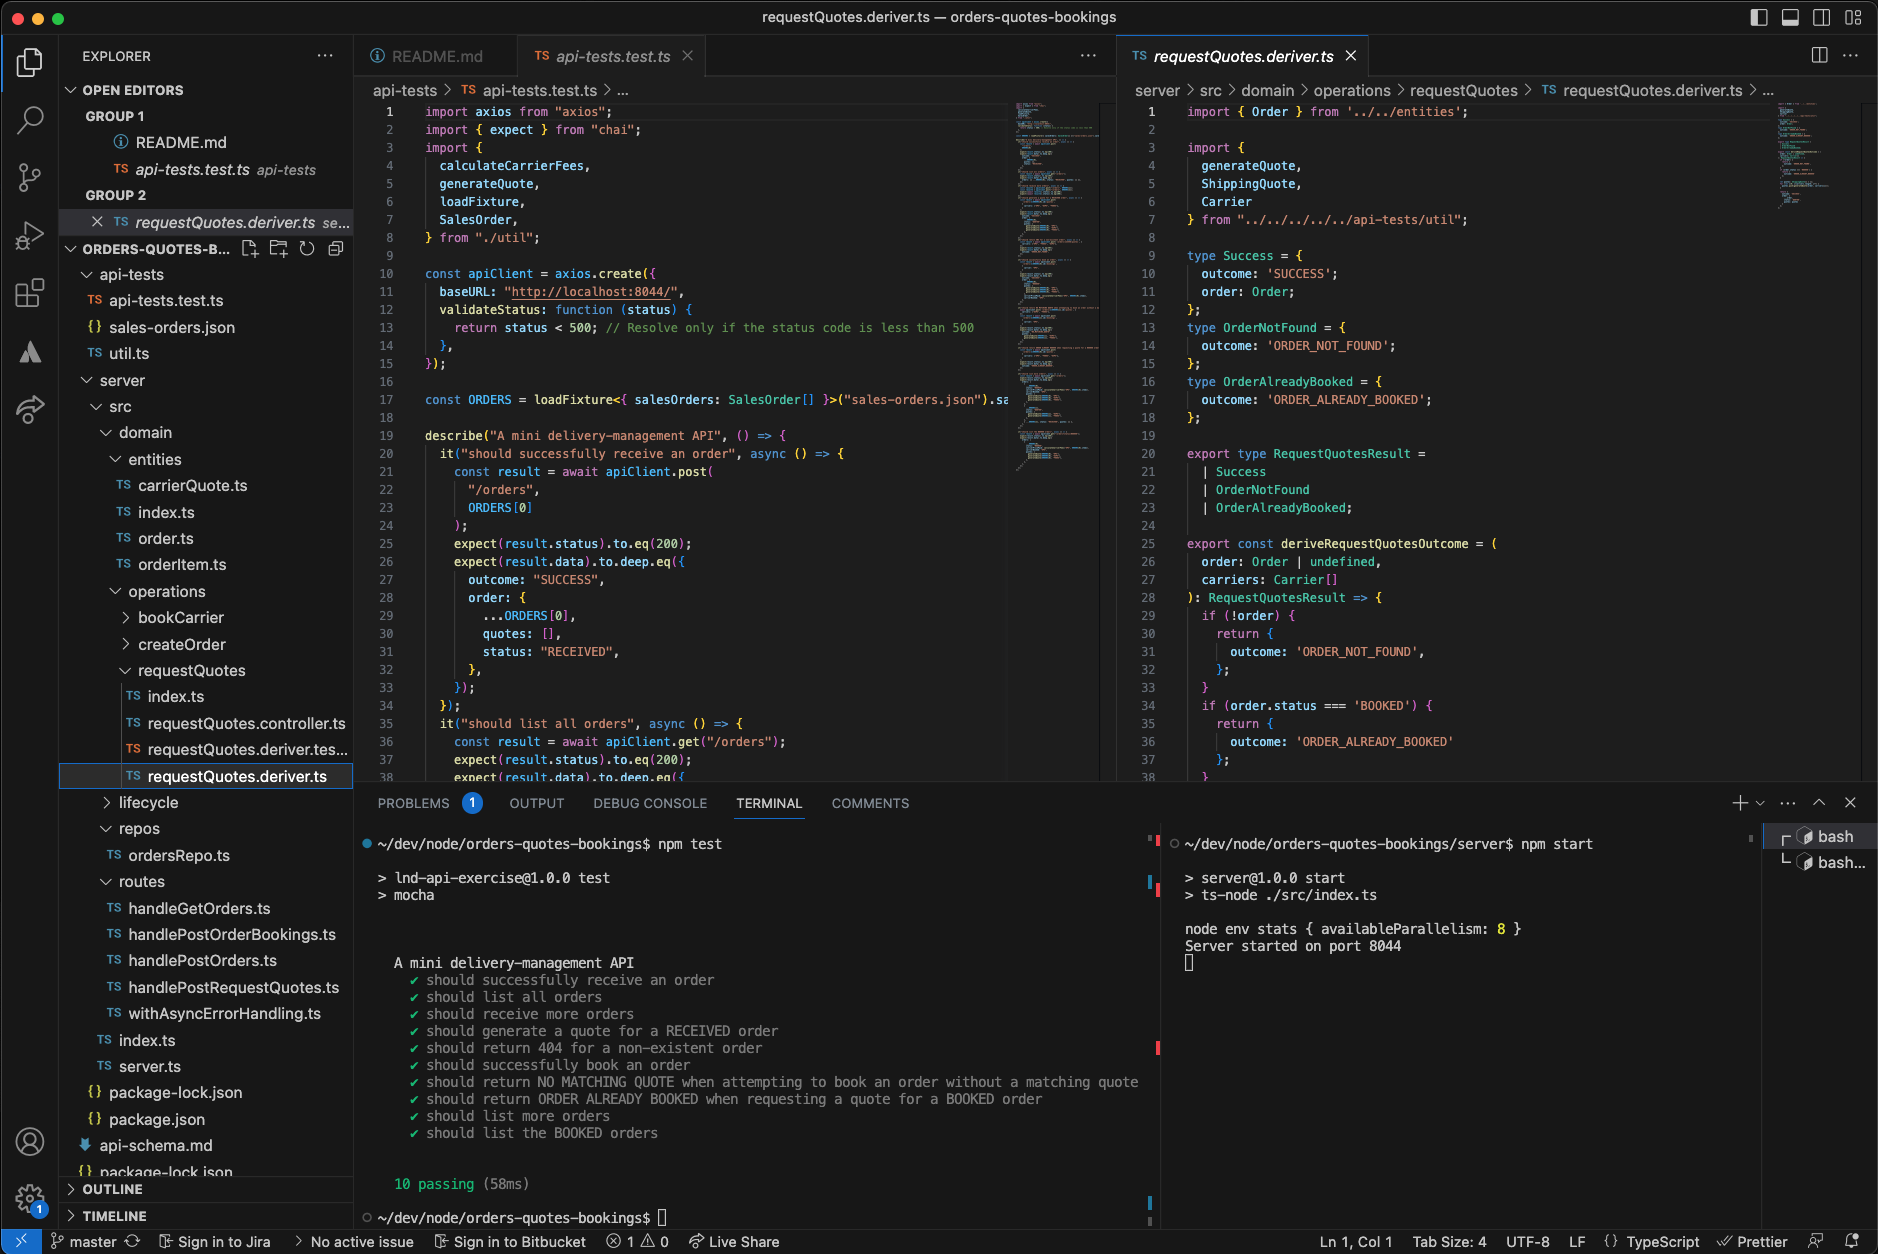 requestQuotes.deriver.ts — orders-quotes-bookings
EXPLORER
OPEN EDITORS
GROUP 1
README.md
TS api-tests.test.ts api-tests
GROUP 2
TS requestQuotes.deriver.ts se...
ORDERS-QUOTES-B...
api-tests
TS api-tests.test.ts
{} sales-orders.json
TS util.ts
server
src
domain
entities
TS carrierQuote.ts
TS index.ts
TS order.ts
TS orderItem.ts
operations
bookCarrier
createOrder
requestQuotes
TS index.ts
TS requestQuotes.controller.ts
TS requestQuotes.deriver.tes...
TS requestQuotes.deriver.ts
lifecycle
repos
TS ordersRepo.ts
routes
TS handleGetOrders.ts
TS handlePostOrderBookings.ts
TS handlePostOrders.ts
TS handlePostRequestQuotes.ts
TS withAsyncErrorHandling.ts
TS index.ts
TS server.ts
{} package-lock.json
{} package.json
api-schema.md
{} package-lock.json
OUTLINE
TIMELINE
README.md
TS api-tests.test.ts
api-tests > TS api-tests.test.ts > ...
1 import axios from "axios";
2 import { expect } from "chai";
3 import {
4 calculateCarrierFees,
5 generateQuote,
6 loadFixture,
7 SalesOrder,
8 } from "./util";
9
10 const apiClient = axios.create({
11 baseURL: "http://localhost:8044/",
12 validateStatus: function (status) {
13 return status < 500; // Resolve only if the status code is less than 500
14 },
15 });
16
17 const ORDERS = loadFixture<{ salesOrders: SalesOrder[] }>("sales-orders.json").sa
18
19 describe("A mini delivery-management API", () => {
20 it("should successfully receive an order", async () => {
21 const result = await apiClient.post(
22 "/orders",
23 ORDERS[0]
24 );
25 expect(result.status).to.eq(200);
26 expect(result.data).to.deep.eq({
27 outcome: "SUCCESS",
28 order: {
29 ...ORDERS[0],
30 quotes: [],
31 status: "RECEIVED",
32 },
33 });
34 });
35 it("should list all orders", async () => {
36 const result = await apiClient.get("/orders");
37 expect(result.status).to.eq(200);
38 expect(result.data).to.deep.eq({
TS requestQuotes.deriver.ts
server > src > domain > operations > requestQuotes > TS requestQuotes.deriver.ts > ...
1 import { Order } from '../../entities';
2
3 import {
4 generateQuote,
5 ShippingQuote,
6 Carrier
7 } from "../../../../../api-tests/util";
8
9 type Success = {
10 outcome: 'SUCCESS';
11 order: Order;
12 };
13 type OrderNotFound = {
14 outcome: 'ORDER_NOT_FOUND';
15 };
16 type OrderAlreadyBooked = {
17 outcome: 'ORDER_ALREADY_BOOKED';
18 };
19
20 export type RequestQuotesResult =
21 | Success
22 | OrderNotFound
23 | OrderAlreadyBooked;
24
25 export const deriveRequestQuotesOutcome = (
26 order: Order | undefined,
27 carriers: Carrier[]
28 ): RequestQuotesResult => {
29 if (!order) {
30 return {
31 outcome: 'ORDER_NOT_FOUND',
32 };
33 }
34 if (order.status === 'BOOKED') {
35 return {
36 outcome: 'ORDER_ALREADY_BOOKED'
37 };
38 }
PROBLEMS 1 OUTPUT DEBUG CONSOLE TERMINAL COMMENTS
~/dev/node/orders-quotes-bookings$ npm test
> lnd-api-exercise@1.0.0 test
> mocha
A mini delivery-management API
✔ should successfully receive an order
✔ should list all orders
✔ should receive more orders
✔ should generate a quote for a RECEIVED order
✔ should return 404 for a non-existent order
✔ should successfully book an order
✔ should return NO MATCHING QUOTE when attempting to book an order without a matching quote
✔ should return ORDER ALREADY BOOKED when requesting a quote for a BOOKED order
✔ should list more orders
✔ should list the BOOKED orders
10 passing (58ms)
~/dev/node/orders-quotes-bookings$
~/dev/node/orders-quotes-bookings/server$ npm start
> server@1.0.0 start
> ts-node ./src/index.ts
node env stats { availableParallelism: 8 }
Server started on port 8044
bash
bash...
1
master Sign in to Jira No active issue Sign in to Bitbucket 1 0 Live Share Ln 1, Col 1 Tab Size: 4 UTF-8 LF {} TypeScript Prettier